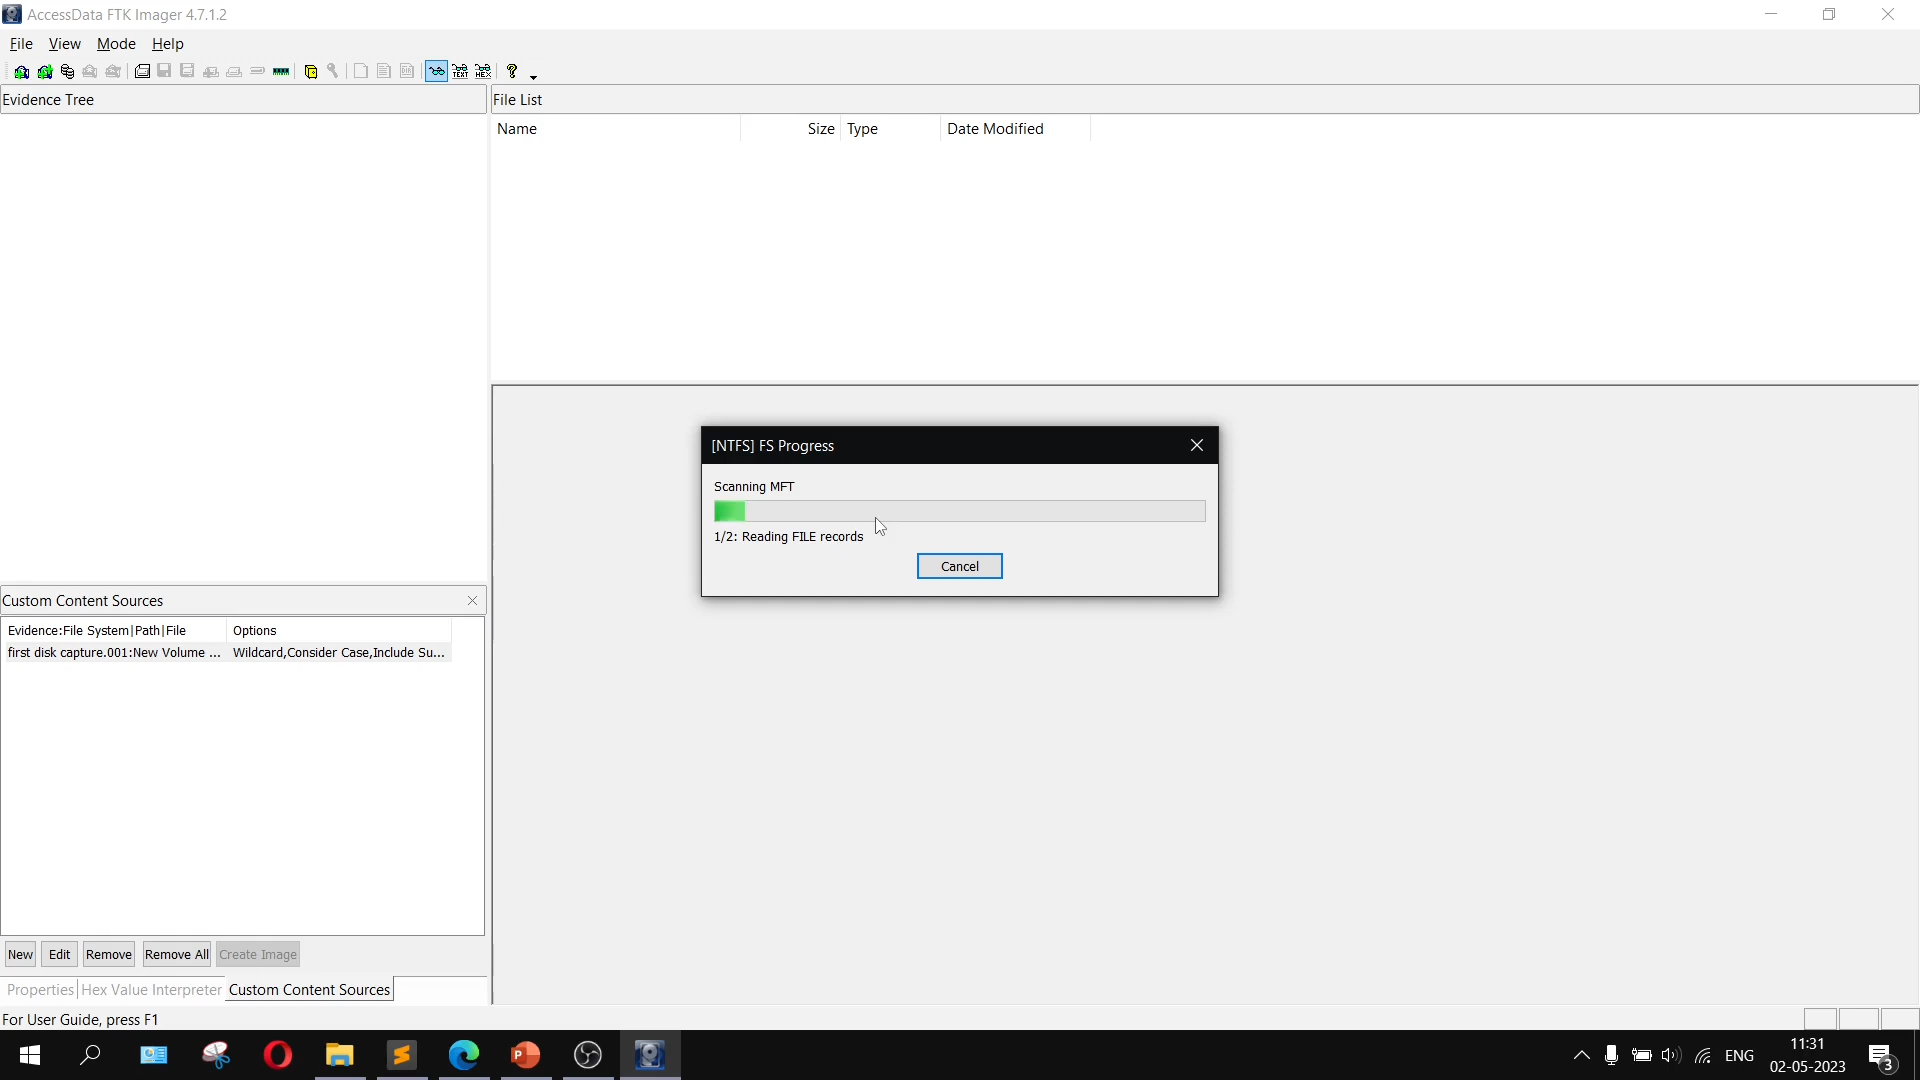 AccessData FTK Imager 4.7.1.2
File View Mode Help
TEXT HEX ?
Evidence Tree
File List
Name Size Type Date Modified
[NTFS] FS Progress
Scanning MFT
1/2: Reading FILE records
Cancel
Custom Content Sources
Evidence:File System|Path|File Options
first disk capture.001:New Volume ... Wildcard,Consider Case,Include Su...
New Edit Remove Remove All Create Image
Properties Hex Value Interpreter Custom Content Sources
For User Guide, press F1
ENG
11:31
02-05-2023
3